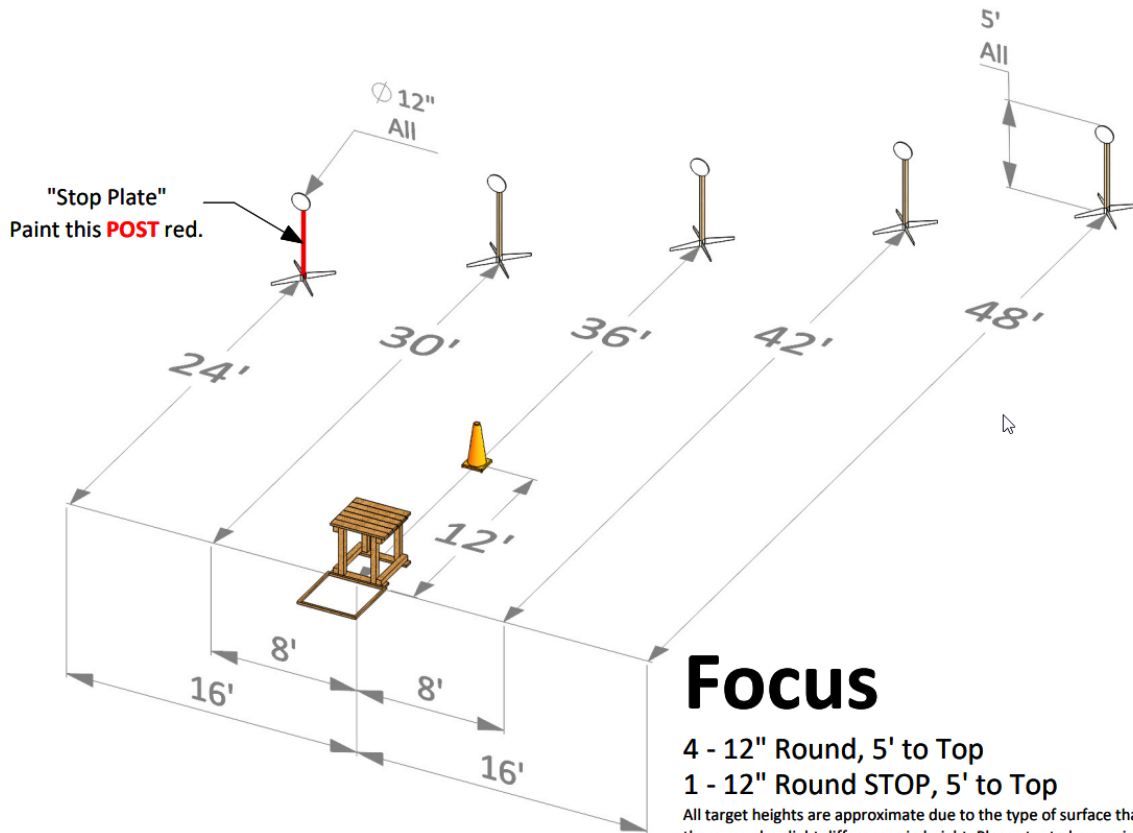 5'
All
⌀ 12"
All
"Stop Plate"
Paint this POST red.
24'
30'
36'
42'
48'
12'
8'
8'
16'
16'
Focus
4 - 12" Round, 5' to Top
1 - 12" Round STOP, 5' to Top
All target heights are approximate due to the type of surface